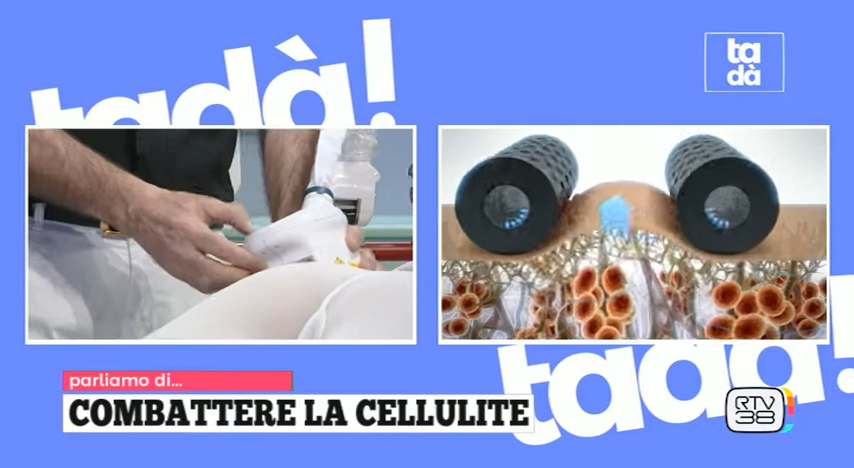 tadà!
ta
dà
parliamo di...
COMBATTERE LA CELLULITE
tadà!
RTV
38